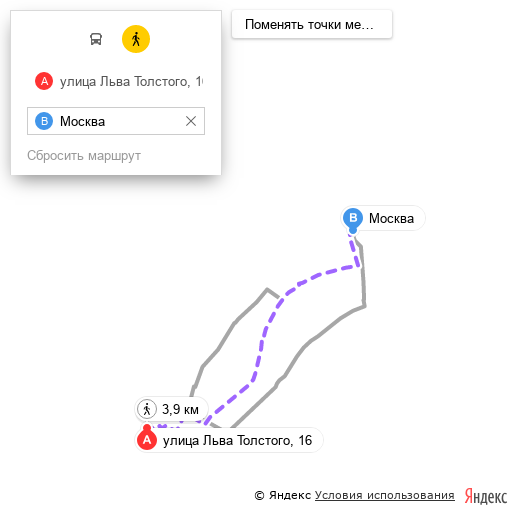 Поменять точки ме…
A улица Льва Толстого, 16
B Москва
Сбросить маршрут
B Москва
3,9 км
A улица Льва Толстого, 16
© Яндекс Условия использования Яндекс